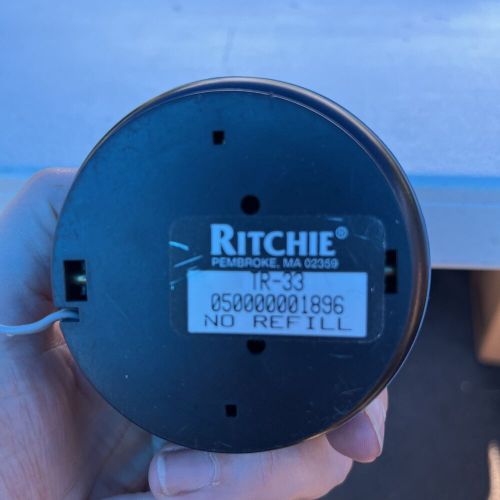 RITCHIE®
PEMBROKE, MA 02359
TR-33
050000001896
NO REFILL